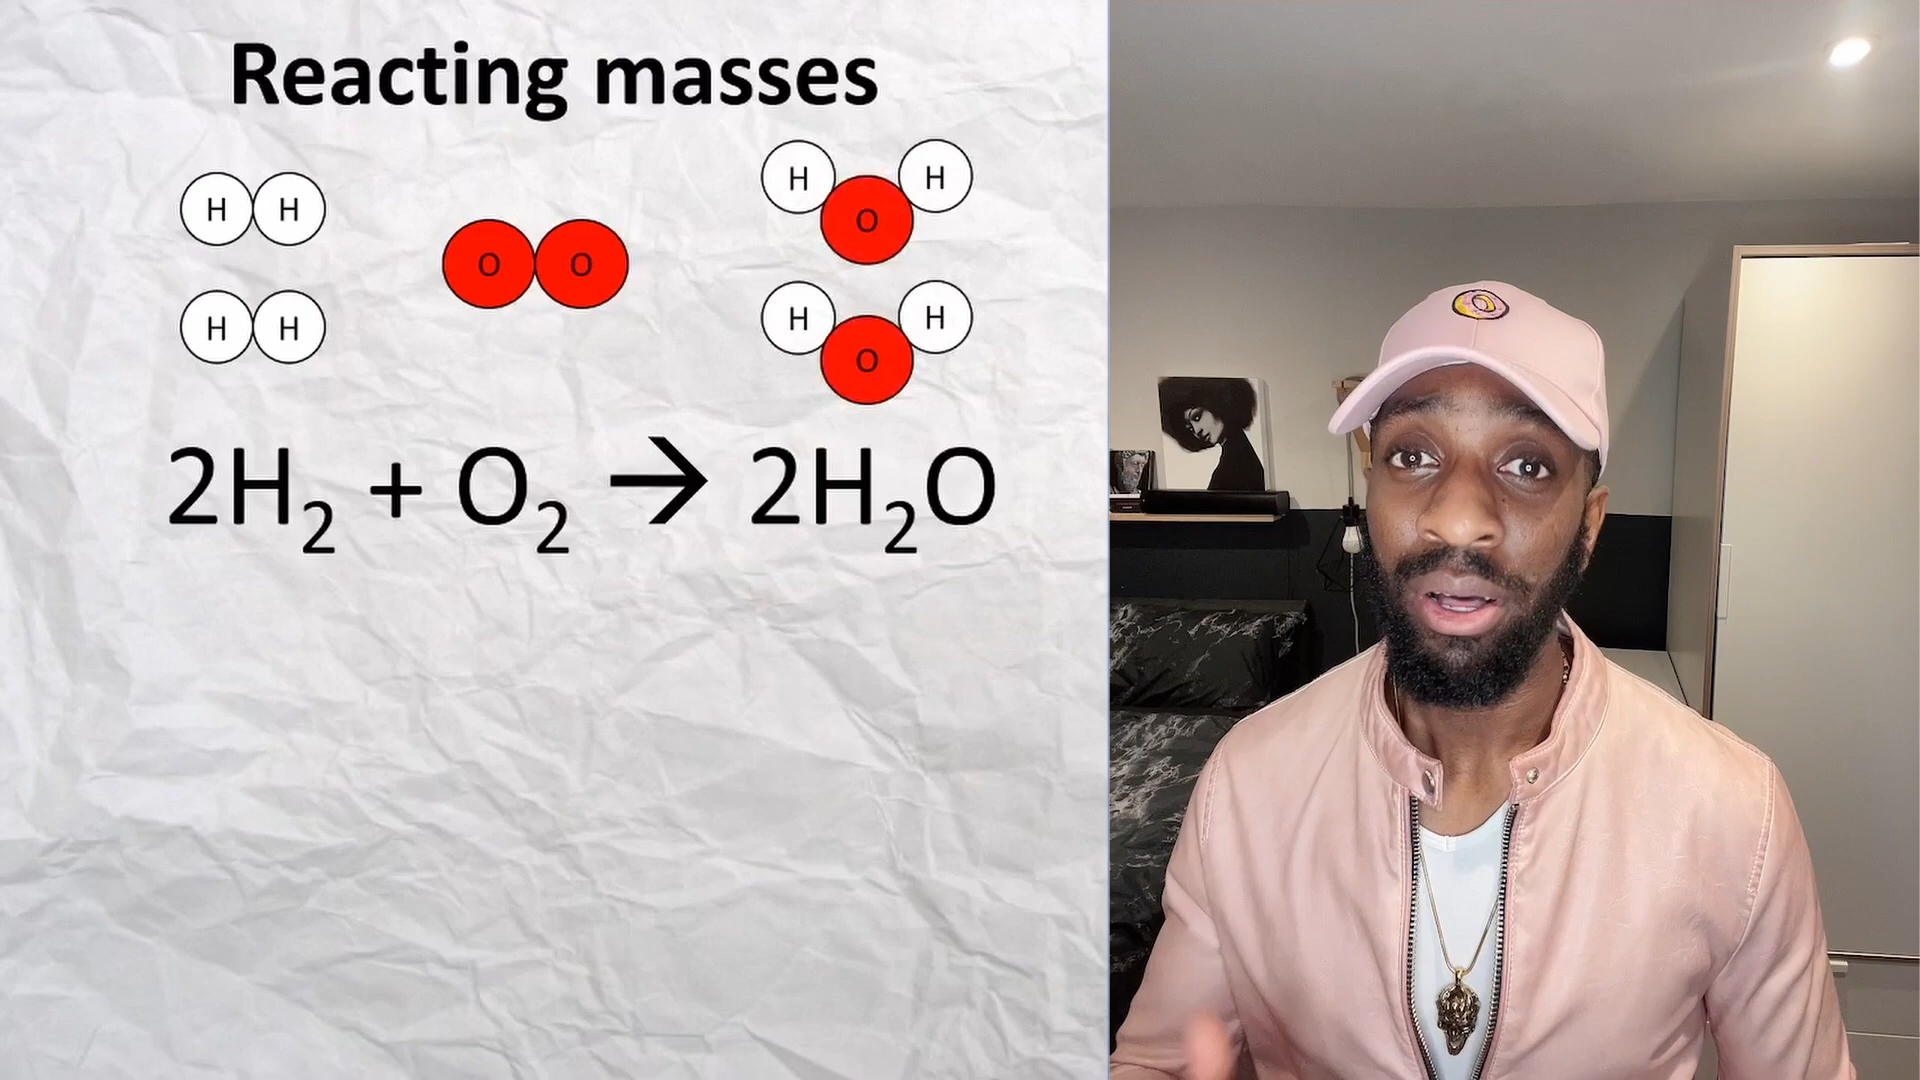 Reacting masses
H H
H H
O O
H O H
H O H
2H₂ + O₂ → 2H₂O